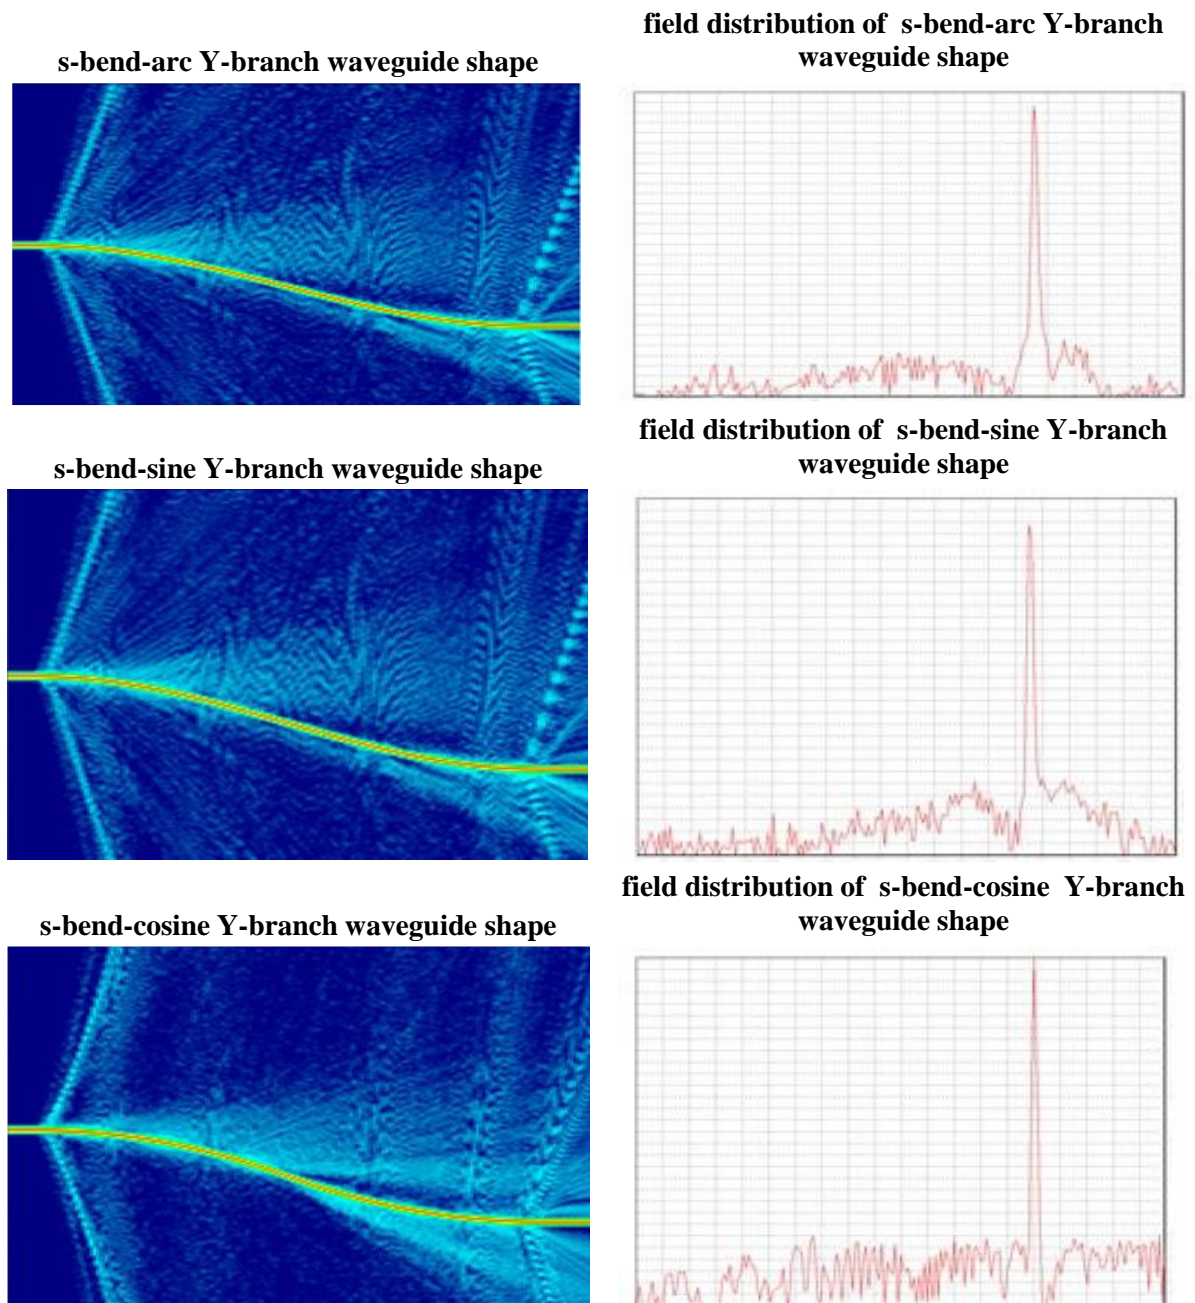 field distribution of s-bend-arc Y-branch
waveguide shape
s-bend-arc Y-branch waveguide shape
field distribution of s-bend-sine Y-branch
waveguide shape
s-bend-sine Y-branch waveguide shape
field distribution of s-bend-cosine Y-branch
waveguide shape
s-bend-cosine Y-branch waveguide shape